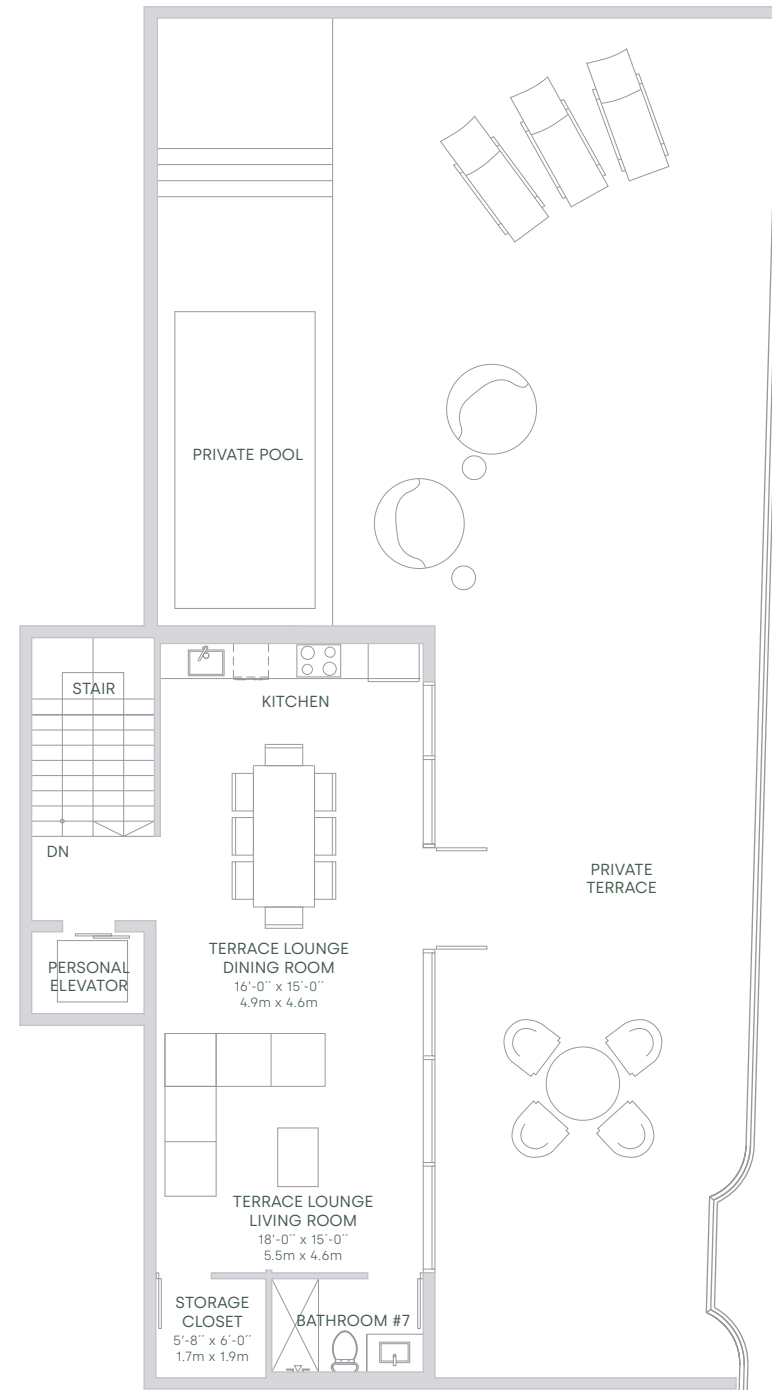 PRIVATE POOL
STAIR
KITCHEN
DN
PRIVATE
TERRACE
TERRACE LOUNGE
DINING ROOM
16'-0'' x 15'-0''
4.9m x 4.6m
PERSONAL
ELEVATOR
TERRACE LOUNGE
LIVING ROOM
18'-0'' x 15'-0''
5.5m x 4.6m
STORAGE
CLOSET
5'-8'' x 6'-0''
1.7m x 1.9m
BATHROOM #7